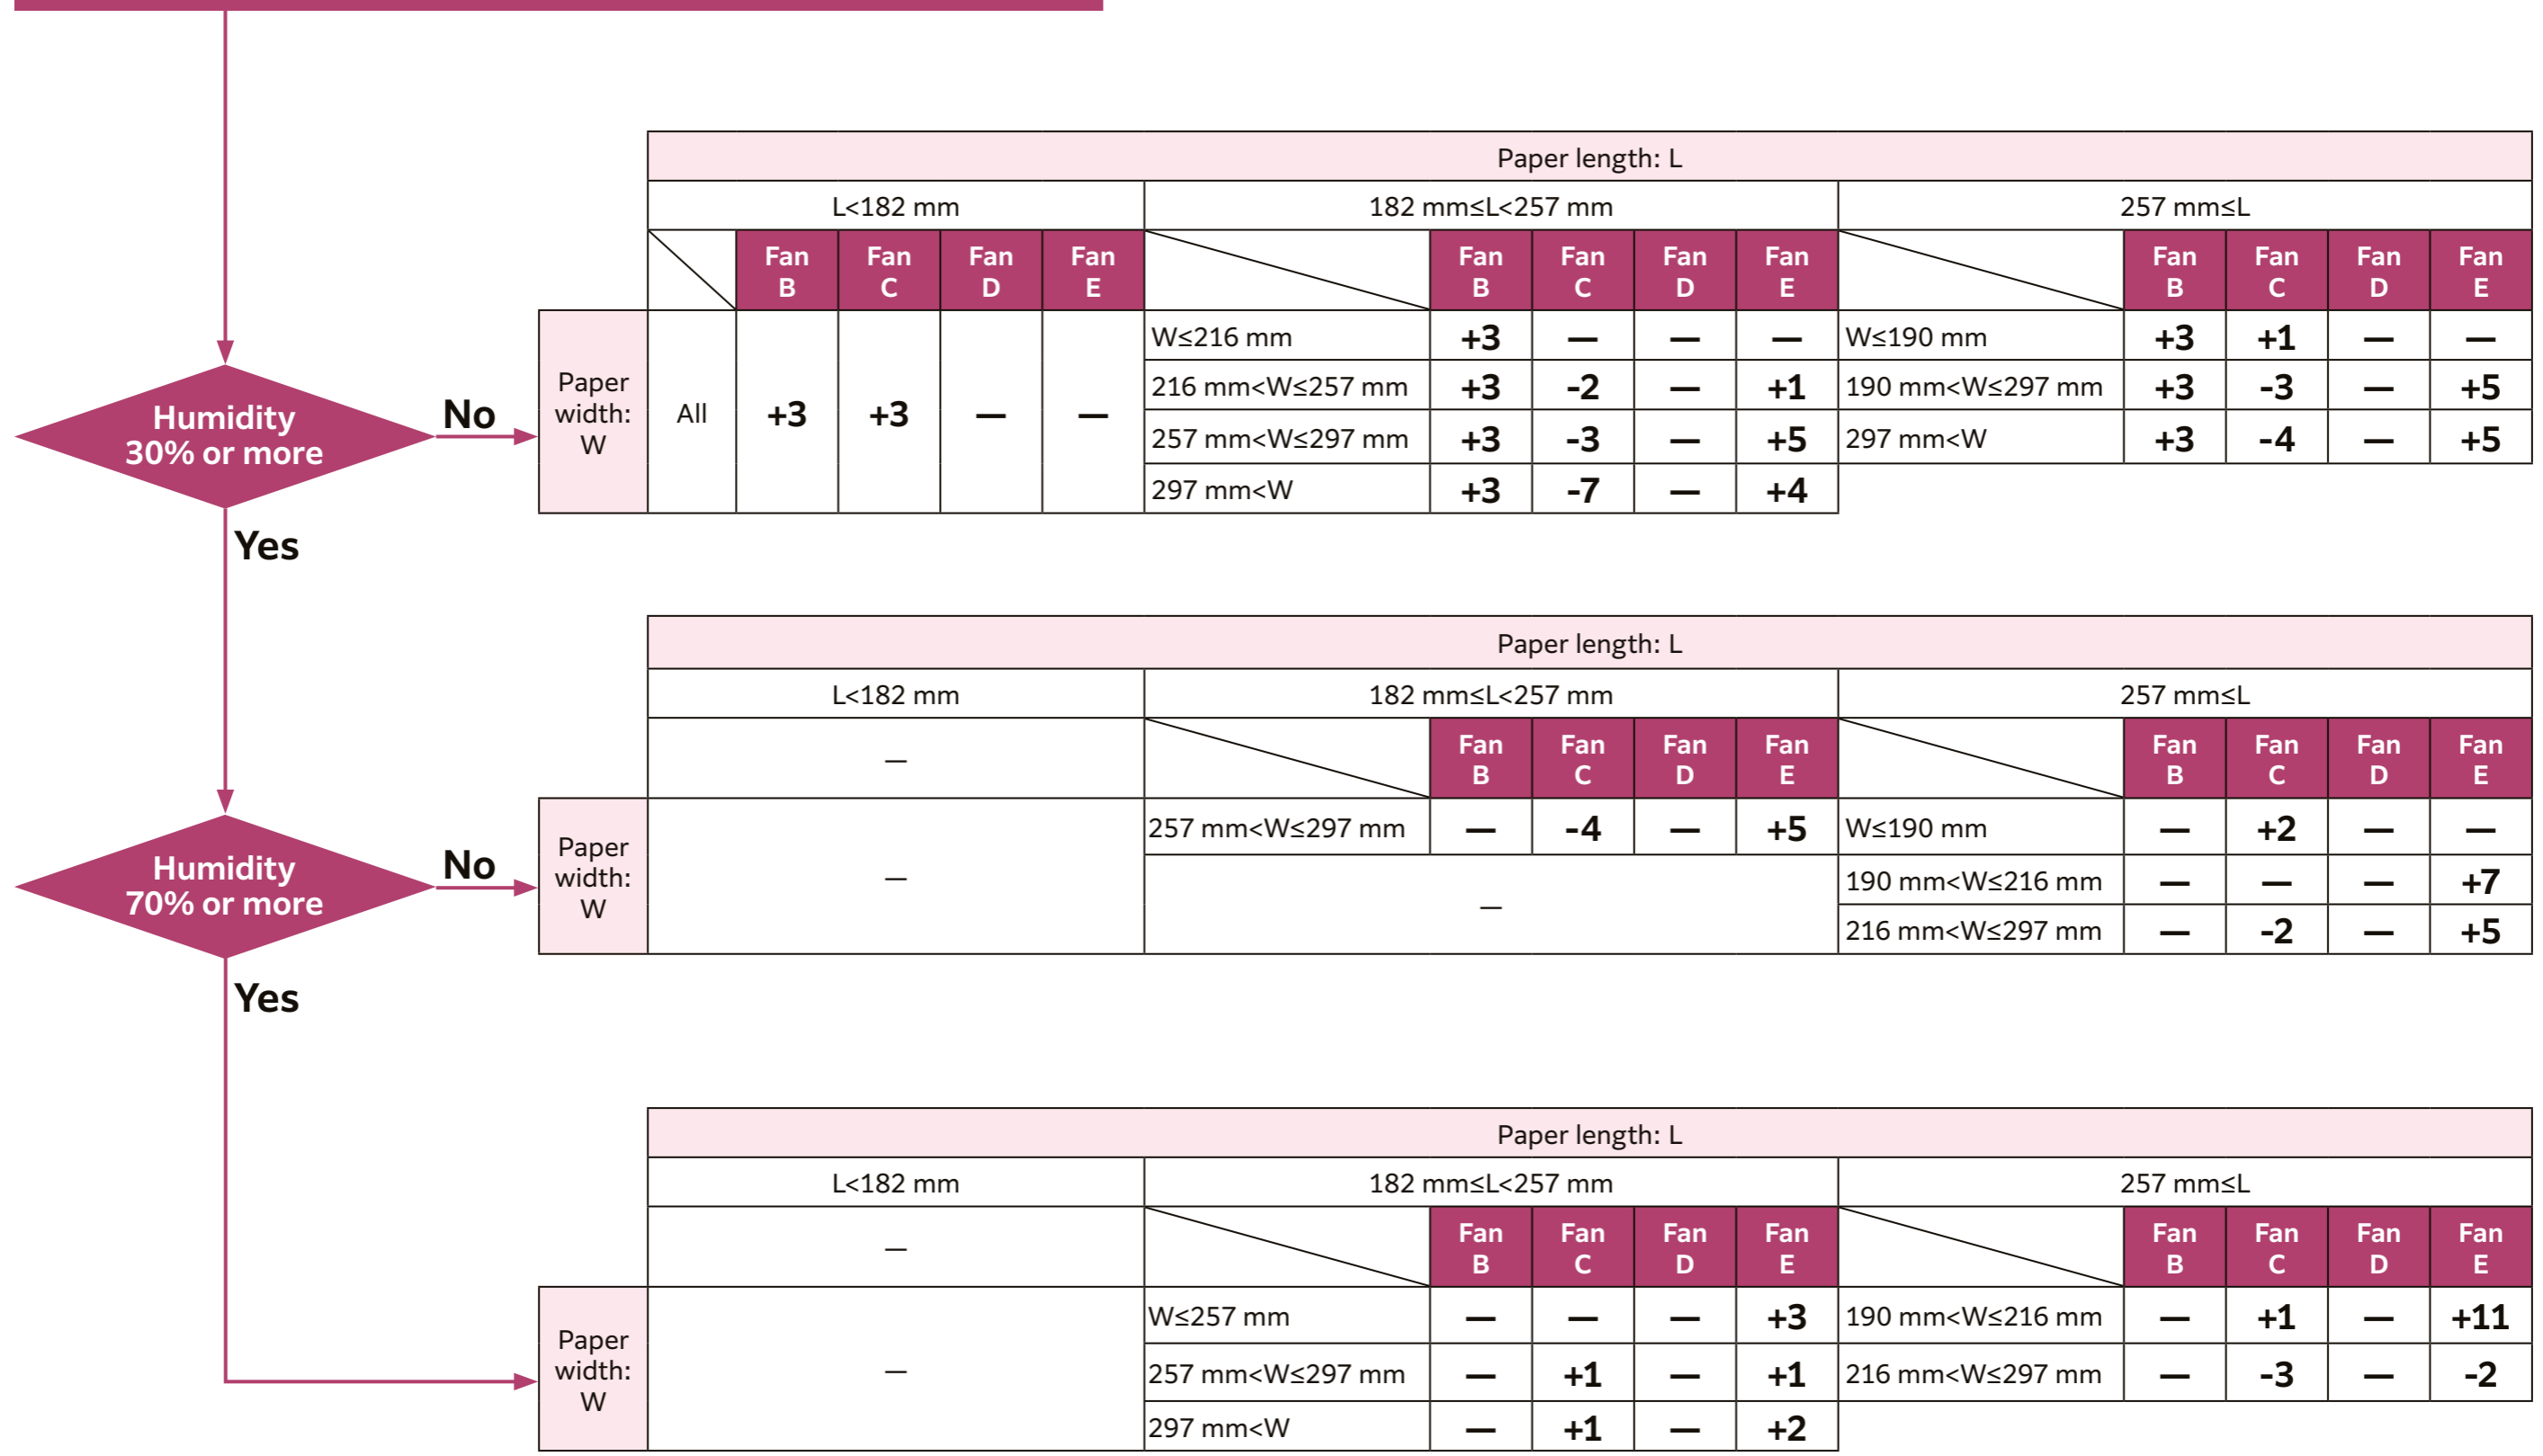 Paper length: L
L<182 mm 182 mm≤L<257 mm 257 mm≤L
Fan B Fan C Fan D Fan E Fan B Fan C Fan D Fan E Fan B Fan C Fan D Fan E
Humidity
30% or more
No
Yes
Paper
width:
W
All +3 +3 — —
W≤216 mm +3 — — — W≤190 mm +3 +1 — —
216 mm<W≤257 mm +3 -2 — +1 190 mm<W≤297 mm +3 -3 — +5
257 mm<W≤297 mm +3 -3 — +5 297 mm<W +3 -4 — +5
297 mm<W +3 -7 — +4
Paper length: L
L<182 mm 182 mm≤L<257 mm 257 mm≤L
— Fan B Fan C Fan D Fan E Fan B Fan C Fan D Fan E
Humidity
70% or more
No
Yes
Paper
width:
W
—
257 mm<W≤297 mm — -4 — +5 W≤190 mm — +2 — —
— 190 mm<W≤216 mm — — — +7
216 mm<W≤297 mm — -2 — +5
Paper length: L
L<182 mm 182 mm≤L<257 mm 257 mm≤L
— Fan B Fan C Fan D Fan E Fan B Fan C Fan D Fan E
Paper
width:
W
—
W≤257 mm — — — +3 190 mm<W≤216 mm — +1 — +11
257 mm<W≤297 mm — +1 — +1 216 mm<W≤297 mm — -3 — -2
297 mm<W — +1 — +2